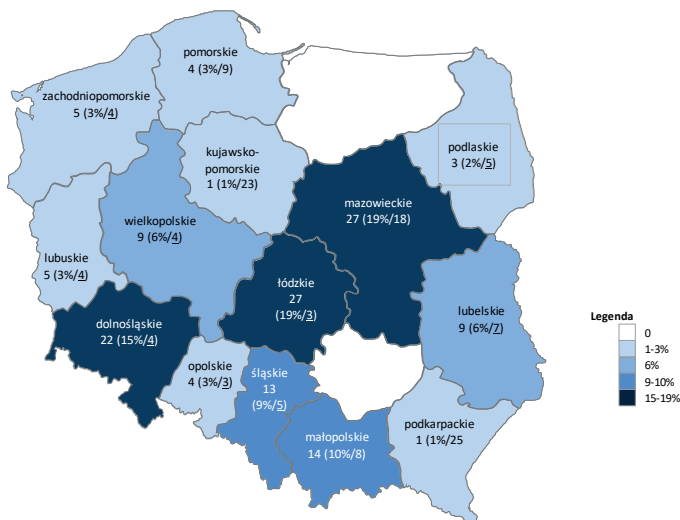 pomorskie
4 (3%/9)
zachodniopomorskie
5 (3%/4)
kujawsko-
pomorskie
1 (1%/23)
podlaskie
3 (2%/5)
mazowieckie
27 (19%/18)
wielkopolskie
9 (6%/4)
lubuskie
5 (3%/4)
łódzkie
27
(19%/3)
lubelskie
9 (6%/7)
dolnośląskie
22 (15%/4)
opolskie
4 (3%/3)
śląskie
13
(9%/5)
małopolskie
14 (10%/8)
podkarpackie
1 (1%/25
Legenda
0
1-3%
6%
9-10%
15-19%